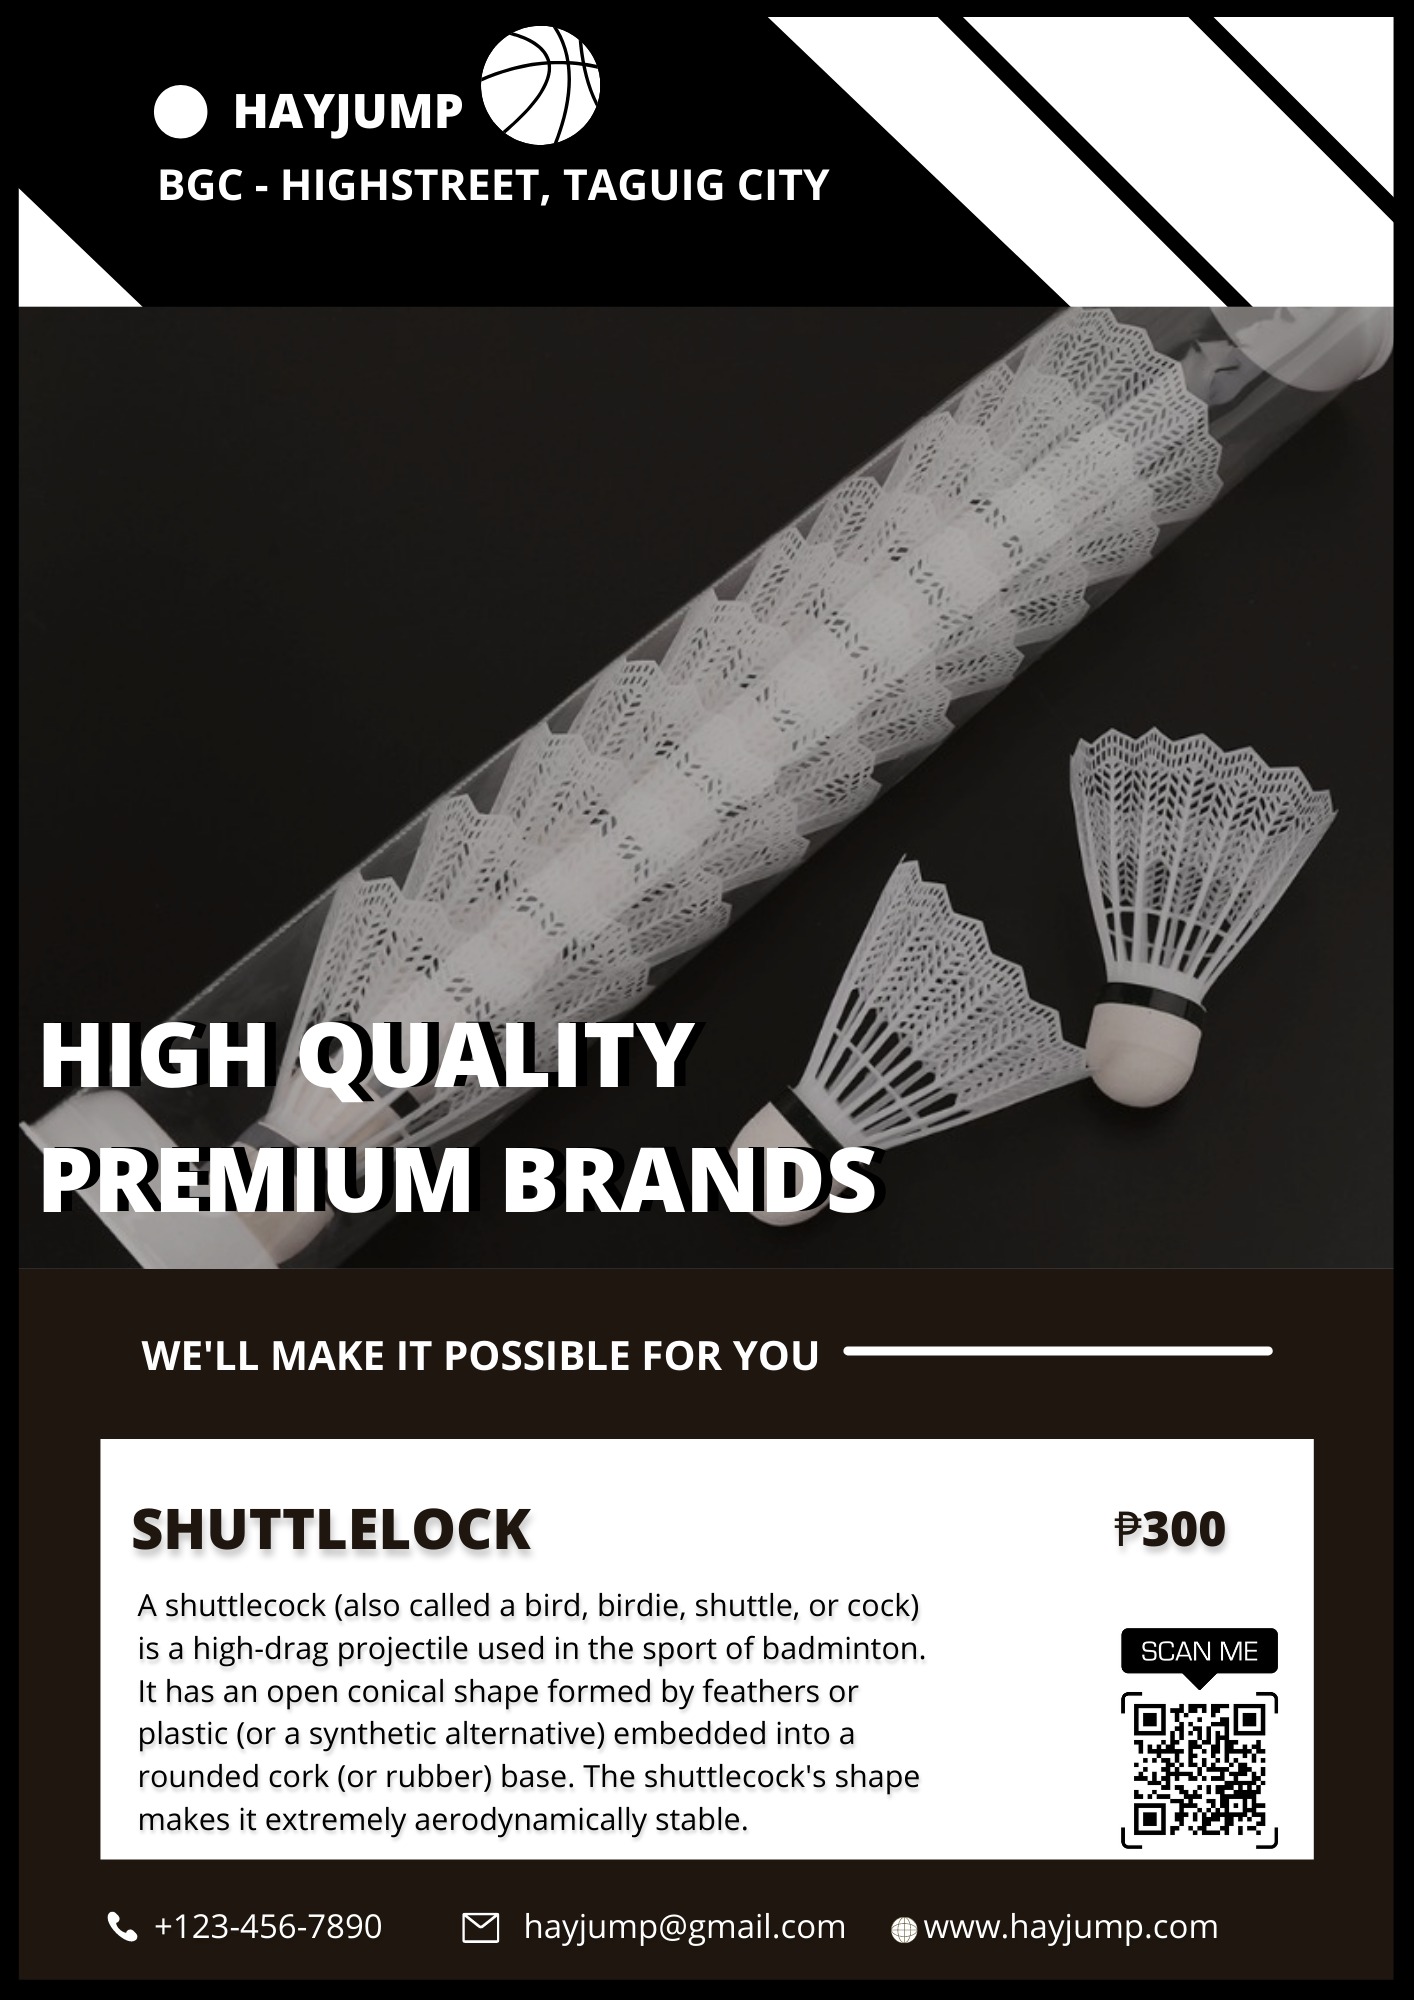 HAYJUMP
BGC - HIGHSTREET, TAGUIG CITY
HIGH QUALITY
PREMIUM BRANDS
WE'LL MAKE IT POSSIBLE FOR YOU
SHUTTLELOCK
₱300
A shuttlecock (also called a bird, birdie, shuttle, or cock)
is a high-drag projectile used in the sport of badminton.
It has an open conical shape formed by feathers or
plastic (or a synthetic alternative) embedded into a
rounded cork (or rubber) base. The shuttlecock's shape
makes it extremely aerodynamically stable.
SCAN ME
+123-456-7890
hayjump@gmail.com
www.hayjump.com